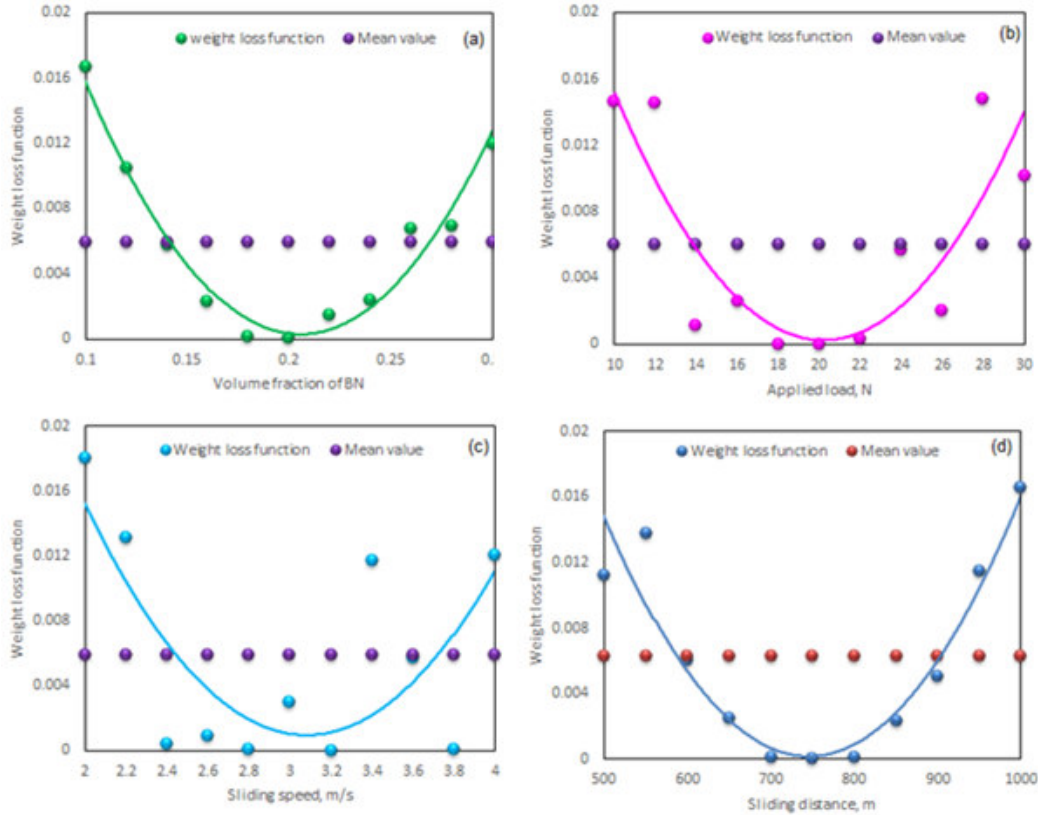 0.02
weight loss function Mean value (a)
0.016
0.012
0.008
0.004
0
Weight loss function
0.1 0.15 0.2 0.25 0.
Volume fraction of BN
0.02
Weight loss function Mean value (b)
0.016
0.012
0.008
0.004
0
Weight loss function
10 12 14 16 18 20 22 24 26 28 30
Applied load, N
0.02
Weight loss function Mean value (c)
0.016
0.012
0.008
0.004
0
Weight loss function
2 2.2 2.4 2.6 2.8 3 3.2 3.4 3.6 3.8 4
Sliding speed, m/s
0.02
Weight loss function Mean value (d)
0.016
0.012
0.008
0.004
0
Weight loss function
500 600 700 800 900 1000
Sliding distance, m